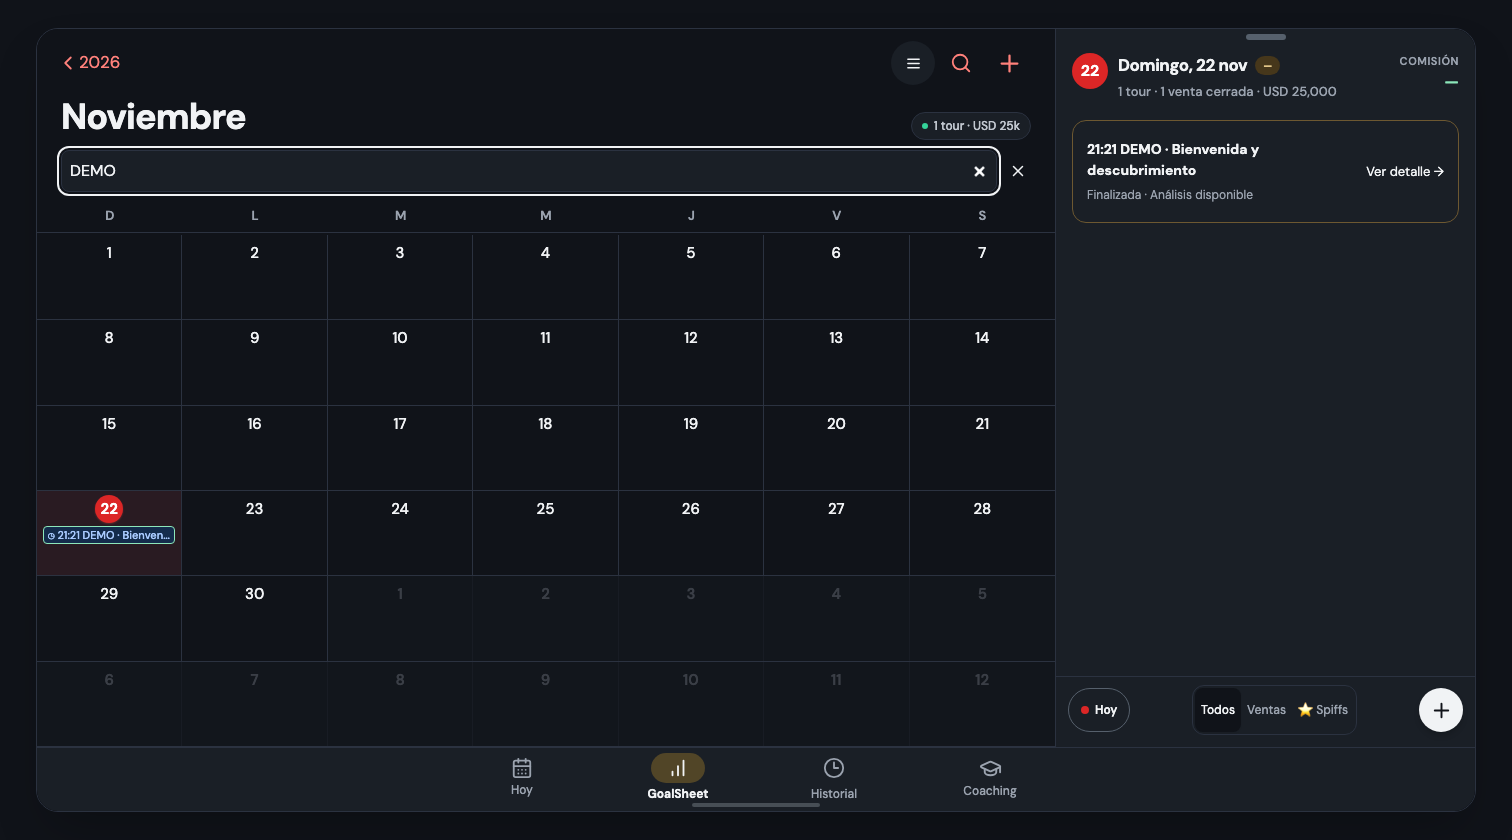 2026
Noviembre
1 tour · USD 25k
DEMO
D L M M J V S
1 2 3 4 5 6 7
8 9 10 11 12 13 14
15 16 17 18 19 20 21
22 23 24 25 26 27 28
21:21 DEMO · Bienven…
29 30 1 2 3 4 5
6 7 8 9 10 11 12
22
Domingo, 22 nov –
1 tour · 1 venta cerrada · USD 25,000
COMISIÓN
—
21:21 DEMO · Bienvenida y
descubrimiento
Finalizada · Análisis disponible
Ver detalle →
Hoy
Todos Ventas ⭐ Spiffs
Hoy GoalSheet Historial Coaching